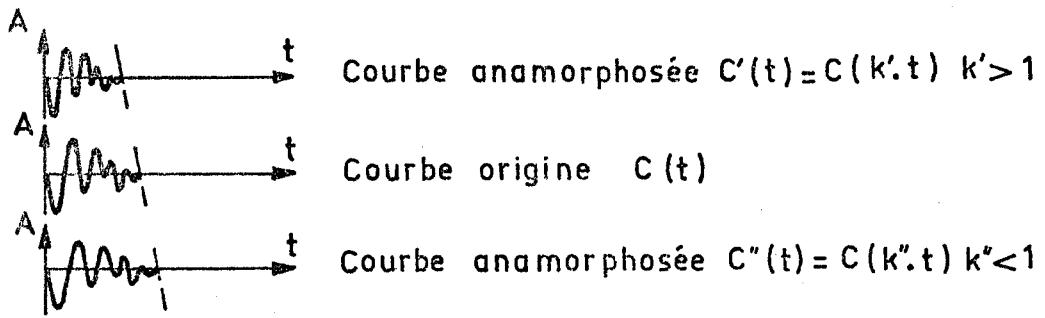 A
t
Courbe anamorphosée C'(t) = C(k'.t) k'>1
A
t
Courbe origine C(t)
A
t
Courbe anamorphosée C"(t) = C(k".t) k"<1